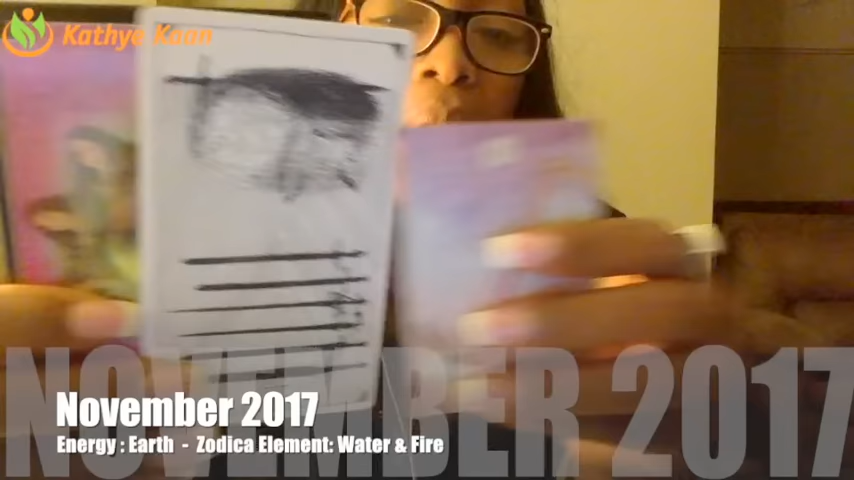 Kathye Kaan
NOVEMBER 2017
November 2017
Energy : Earth - Zodica Element: Water & Fire